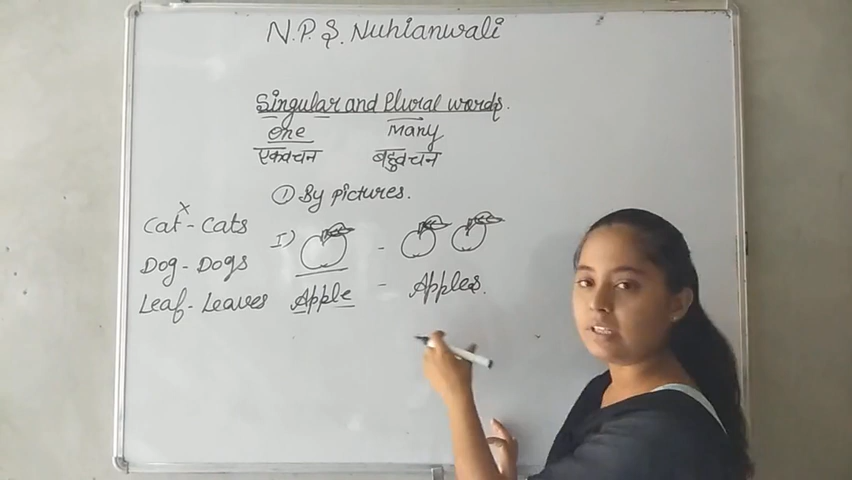 N.P.S. Nuhianwali
Singular and Plural words.
One Many
एकवचन बहुवचन
① By pictures.
x
Cat - Cats
Dog - Dogs
Leaf - Leaves
I) -
Apple - Apples.